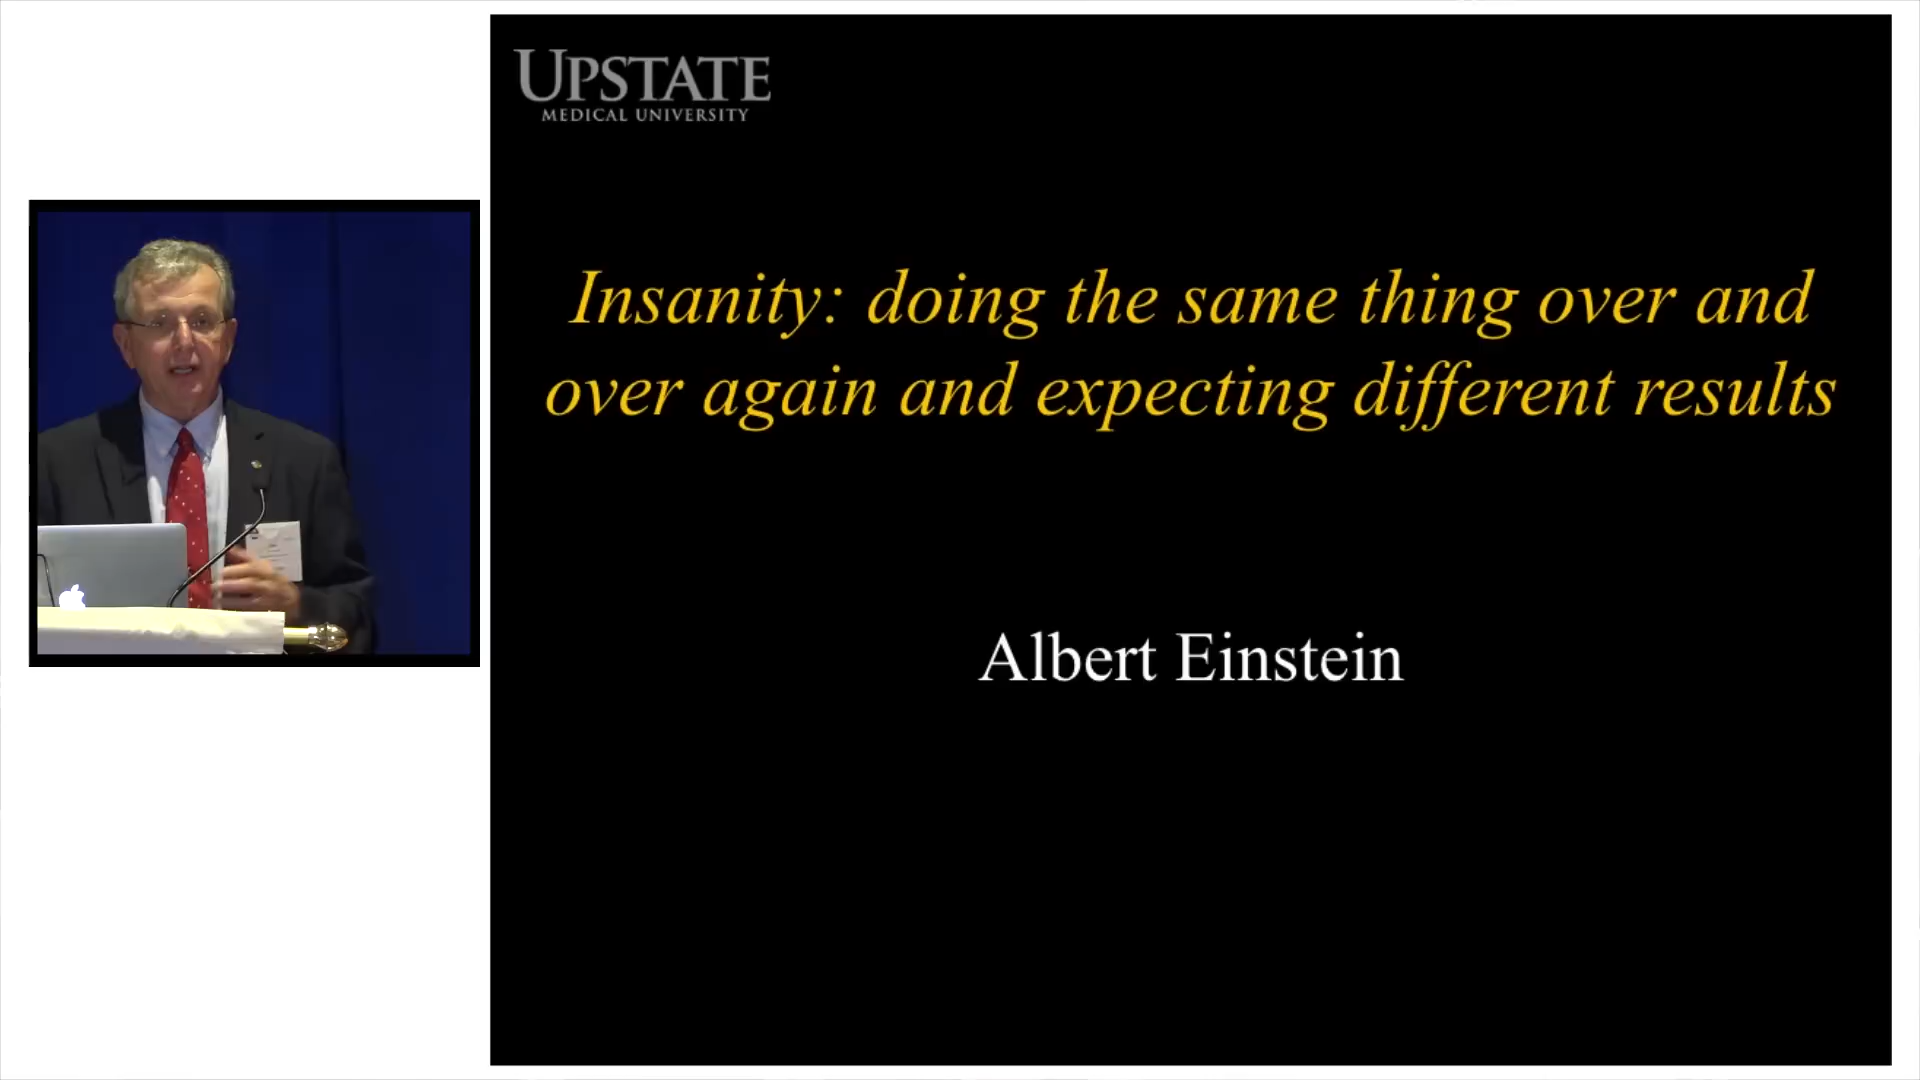 UPSTATE
MEDICAL UNIVERSITY
Insanity: doing the same thing over and
over again and expecting different results
Albert Einstein